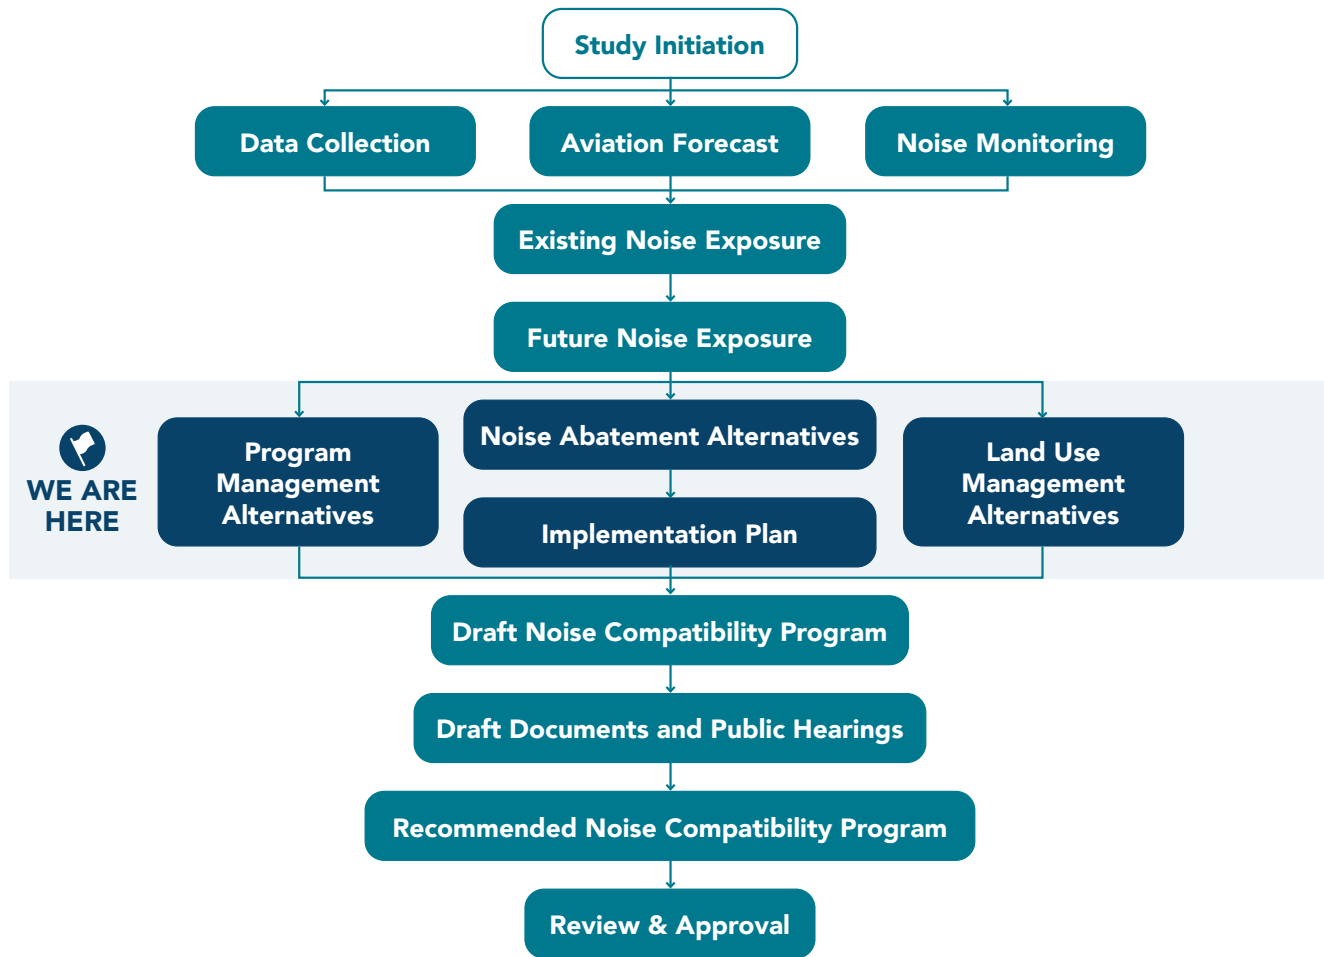 Study Initiation
Data Collection
Aviation Forecast
Noise Monitoring
Existing Noise Exposure
Future Noise Exposure
WE ARE
HERE
Program
Management
Alternatives
Noise Abatement Alternatives
Implementation Plan
Land Use
Management
Alternatives
Draft Noise Compatibility Program
Draft Documents and Public Hearings
Recommended Noise Compatibility Program
Review & Approval